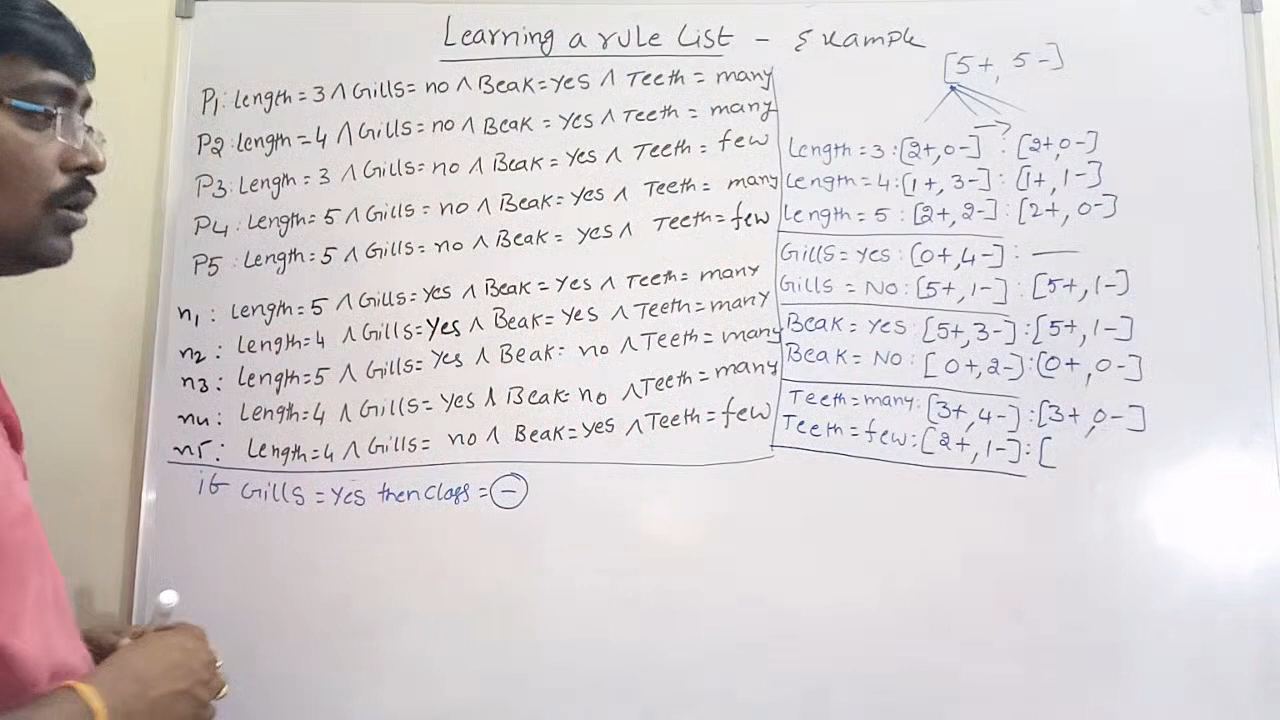 Learning a rule List - Example
P1: Length = 3 ∧ Gills = no ∧ Beak = Yes ∧ Teeth = many
P2: Length = 4 ∧ Gills = no ∧ Beak = Yes ∧ Teeth = many
P3: Length = 3 ∧ Gills = no ∧ Beak = Yes ∧ Teeth = few
P4: Length = 5 ∧ Gills = no ∧ Beak = Yes ∧ Teeth = many
P5: Length = 5 ∧ Gills = no ∧ Beak = yes ∧ Teeth = few
n1: Length = 5 ∧ Gills = yes ∧ Beak = Yes ∧ Teeth = many
n2: Length = 4 ∧ Gills = Yes ∧ Beak = Yes ∧ Teeth = many
n3: Length = 5 ∧ Gills = Yes ∧ Beak = no ∧ Teeth = many
n4: Length = 4 ∧ Gills = Yes ∧ Beak = no ∧ Teeth = many
n5: Length = 4 ∧ Gills = no ∧ Beak = yes ∧ Teeth = few
if Gills = Yes then Class = -
[5+, 5-]
Length = 3 : [2+, 0-] → ? : [2+, 0-]
Length = 4 : [1+, 3-] : [1+, 1-]
Length = 5 : [2+, 2-] : [2+, 0-]
Gills = Yes : [0+, 4-] : —
Gills = No : [5+, 1-] : [5+, 1-]
Beak = Yes : [5+, 3-] : [5+, 1-]
Beak = No : [0+, 2-] : [0+, 0-]
Teeth = many : [3+, 4-] : [3+, 0-]
Teeth = few : [2+, 1-] : [